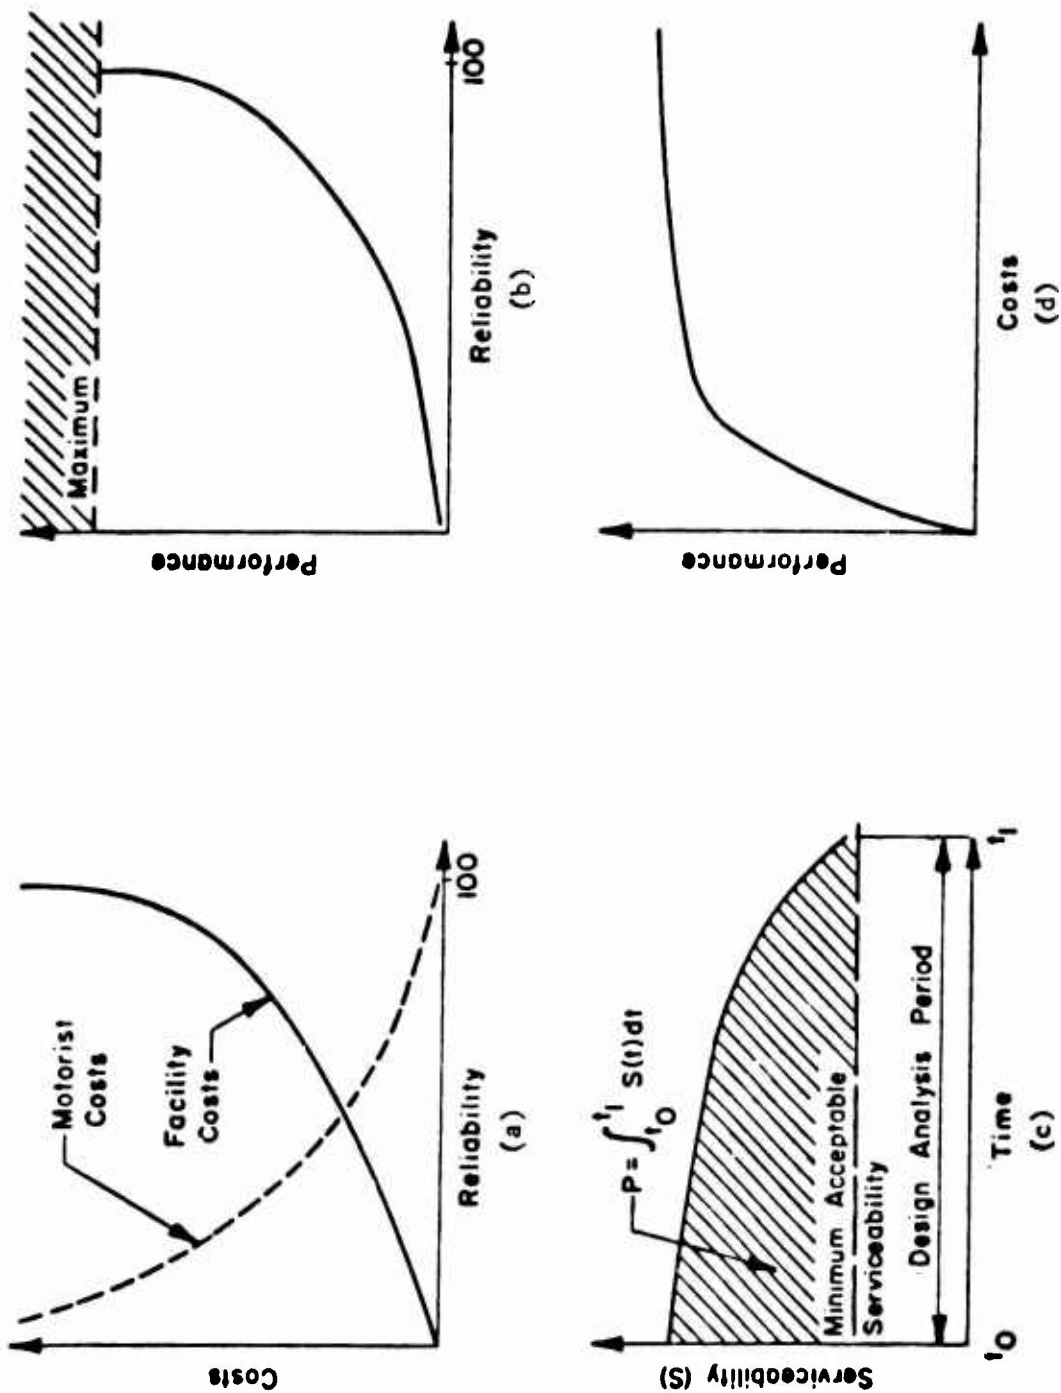 Costs
Motorist
Costs
Facility
Costs
100
Reliability
(a)
Performance
Maximum
100
Reliability
(b)
Serviceability (S)
P = ∫t0t1 S(t)dt
Minimum Acceptable
Serviceability
Design Analysis Period
t0
t1
Time
(c)
Performance
Costs
(d)